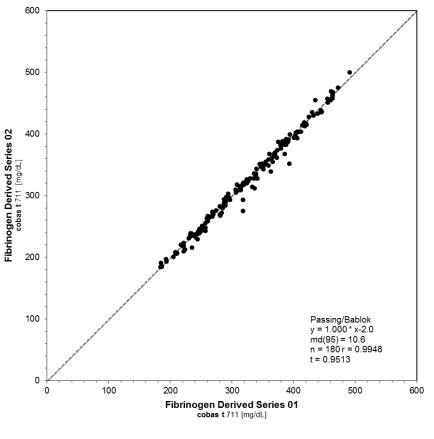 600
500
400
300
200
100
0
Fibrinogen Derived Series 02
cobas t 711 [mg/dL]
Passing/Bablok
y = 1.000 * x-2.0
md(95) = 10.6
n = 180 r = 0.9948
t = 0.9513
0 100 200 300 400 500 600
Fibrinogen Derived Series 01
cobas t 711 [mg/dL]